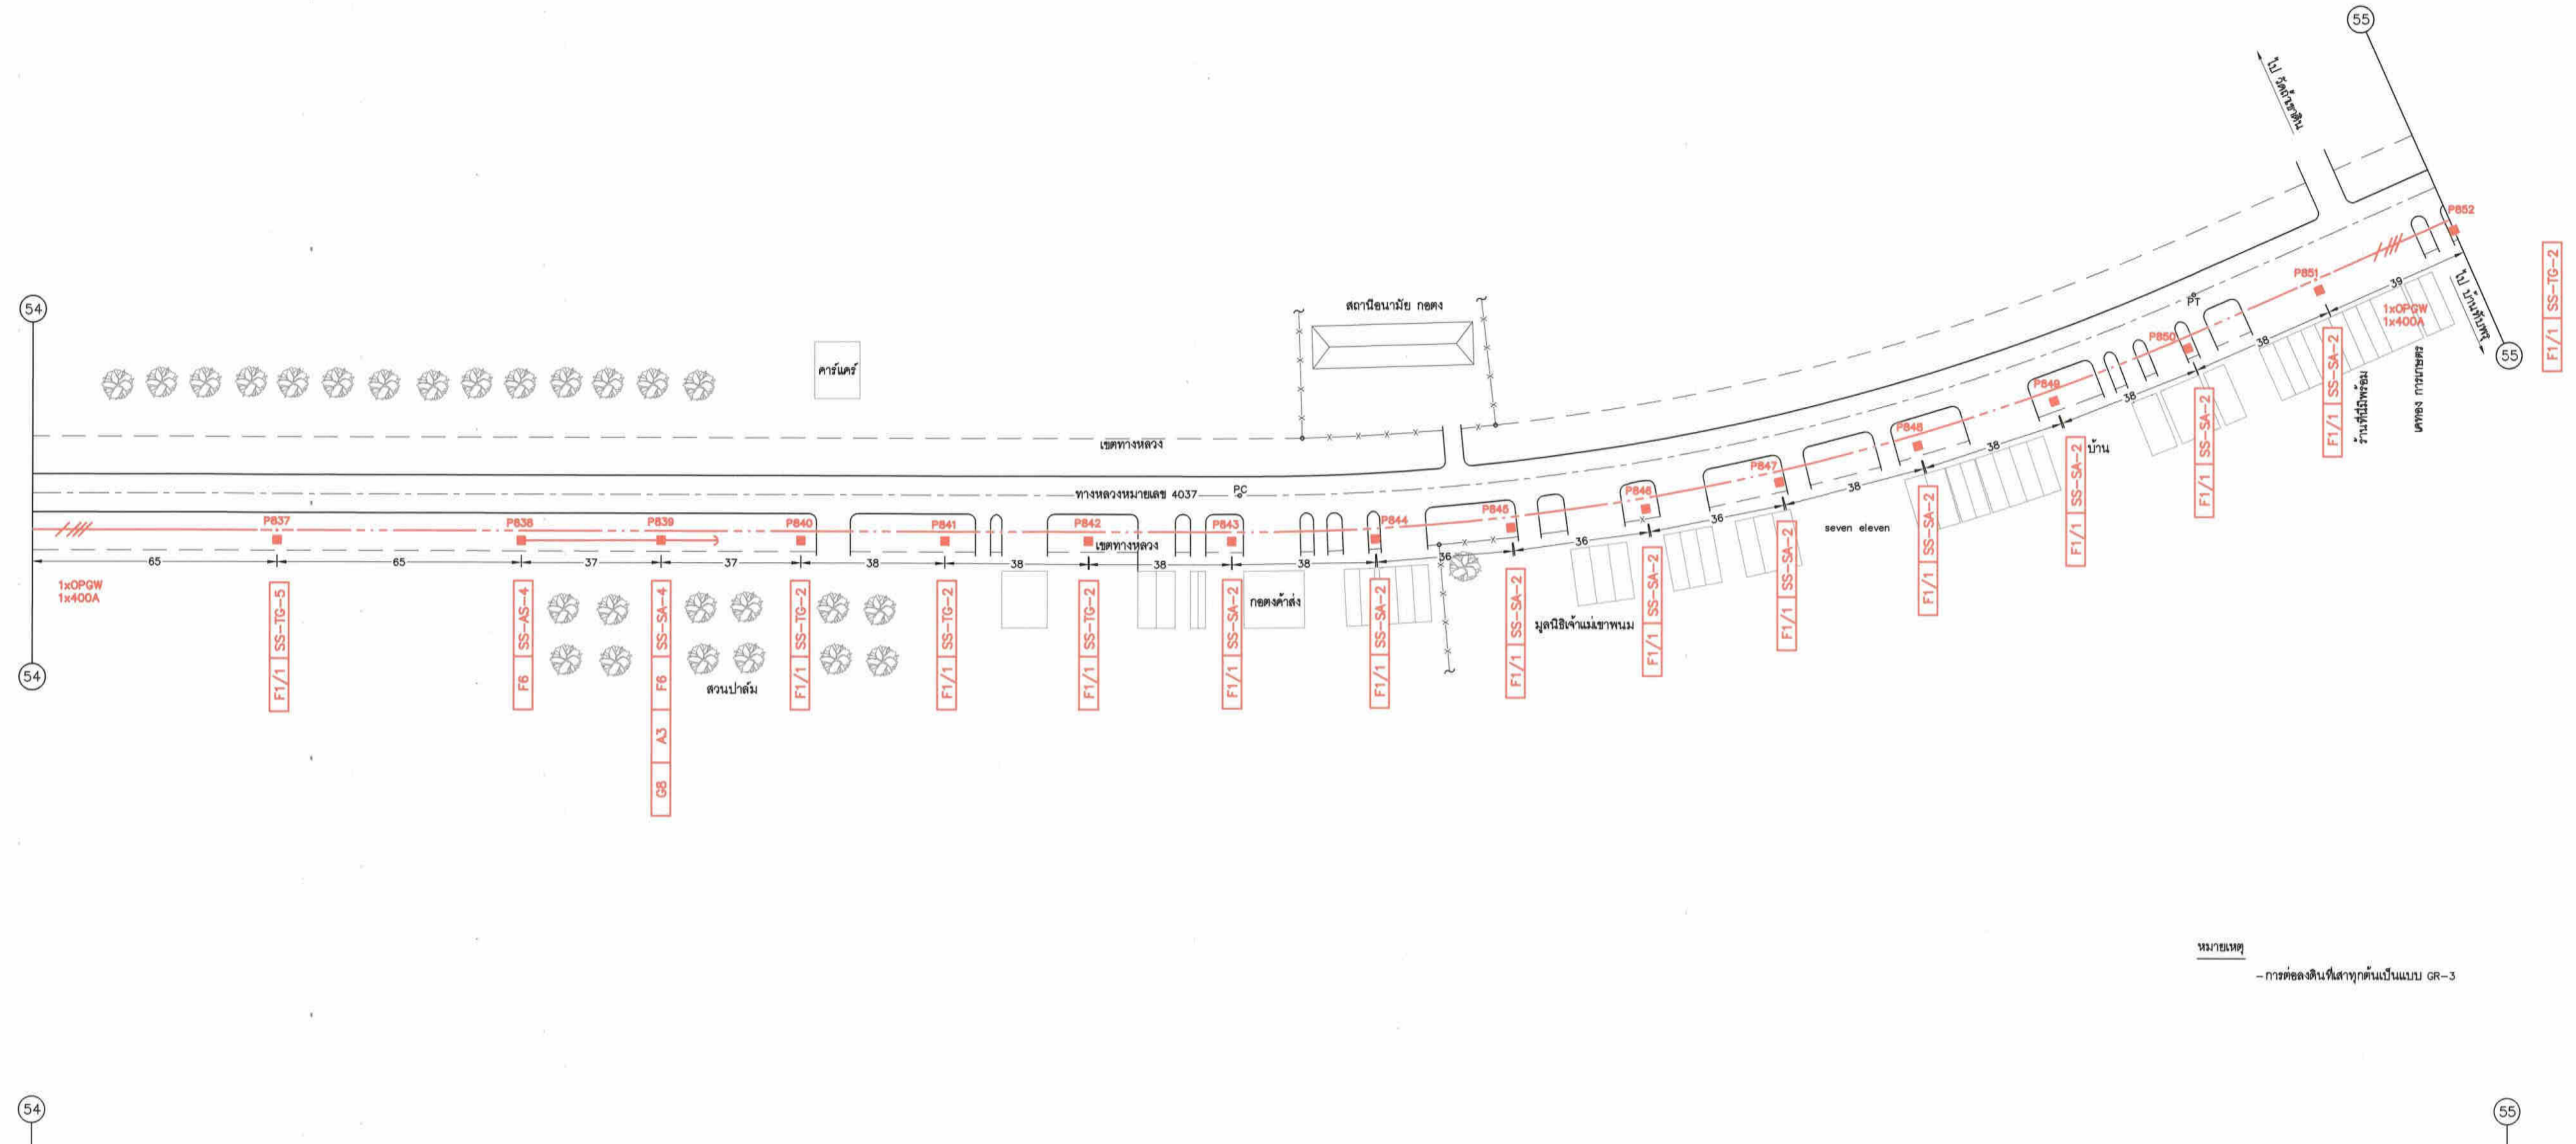 55
ไป วัดถ้ำเขาดิน
P852
SS-TG-2
F1/1
54
สถานีอนามัย กอตง
คาร์แคร์
PT
P851
39
ไป บ้านทับพรุ
1xOPGW
1x400A
55
P850
38
SS-SA-2
F1/1
ร้านที่นี่มีพร้อม
เคทอง การเกษตร
P849
38
SS-SA-2
F1/1
เขตทางหลวง
P848
38
SS-SA-2
F1/1
บ้าน
P847
38
SS-SA-2
F1/1
seven eleven
ทางหลวงหมายเลข 4037
PC
P846
36
SS-SA-2
F1/1
P837
P838
P839
P840
P841
P842
P843
P844
P845
เขตทางหลวง
65
65
37
37
38
38
38
38
36
36
1xOPGW
1x400A
SS-TG-5
F1/1
SS-AS-4
F6
SS-SA-4
F6
A3
G8
SS-TG-2
F1/1
SS-TG-2
F1/1
SS-TG-2
F1/1
SS-SA-2
F1/1
กอตงค้าส่ง
SS-SA-2
F1/1
SS-SA-2
F1/1
มูลนิธิเจ้าแม่เขาพนม
SS-SA-2
F1/1
สวนปาล์ม
54
หมายเหตุ
- การต่อลงดินที่เสาทุกต้นเป็นแบบ GR-3
54
55